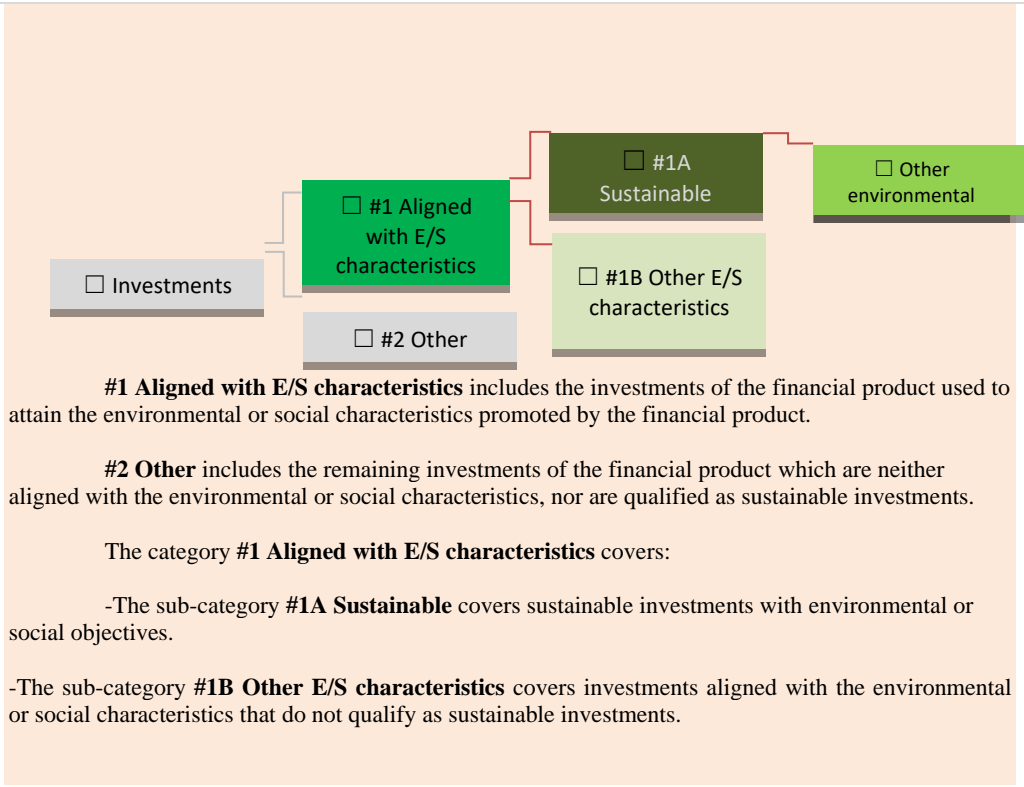 ☐ #1A
Sustainable
☐ Other
environmental
☐ #1 Aligned
with E/S
characteristics
☐ #1B Other E/S
characteristics
☐ Investments
☐ #2 Other
#1 Aligned with E/S characteristics includes the investments of the financial product used to
attain the environmental or social characteristics promoted by the financial product.
#2 Other includes the remaining investments of the financial product which are neither
aligned with the environmental or social characteristics, nor are qualified as sustainable investments.
The category #1 Aligned with E/S characteristics covers:
-The sub-category #1A Sustainable covers sustainable investments with environmental or
social objectives.
-The sub-category #1B Other E/S characteristics covers investments aligned with the environmental
or social characteristics that do not qualify as sustainable investments.